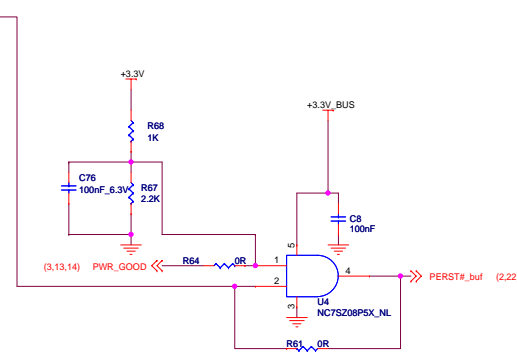 +3.3V
+3.3V_BUS
R68
1K
C76
100nF_6.3V
R67
2.2K
C8
100nF
5
(3,13,14) PWR_GOOD
R64 0R
1
2
4
PERST#_buf (2,22
3
U4
NC7SZ08P5X_NL
R61 0R